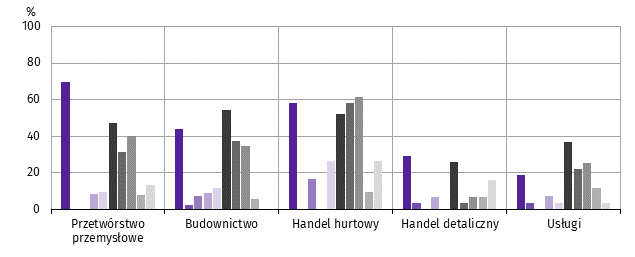 %
100
80
60
40
20
0
Przetwórstwo
przemysłowe
Budownictwo
Handel hurtowy
Handel detaliczny
Usługi